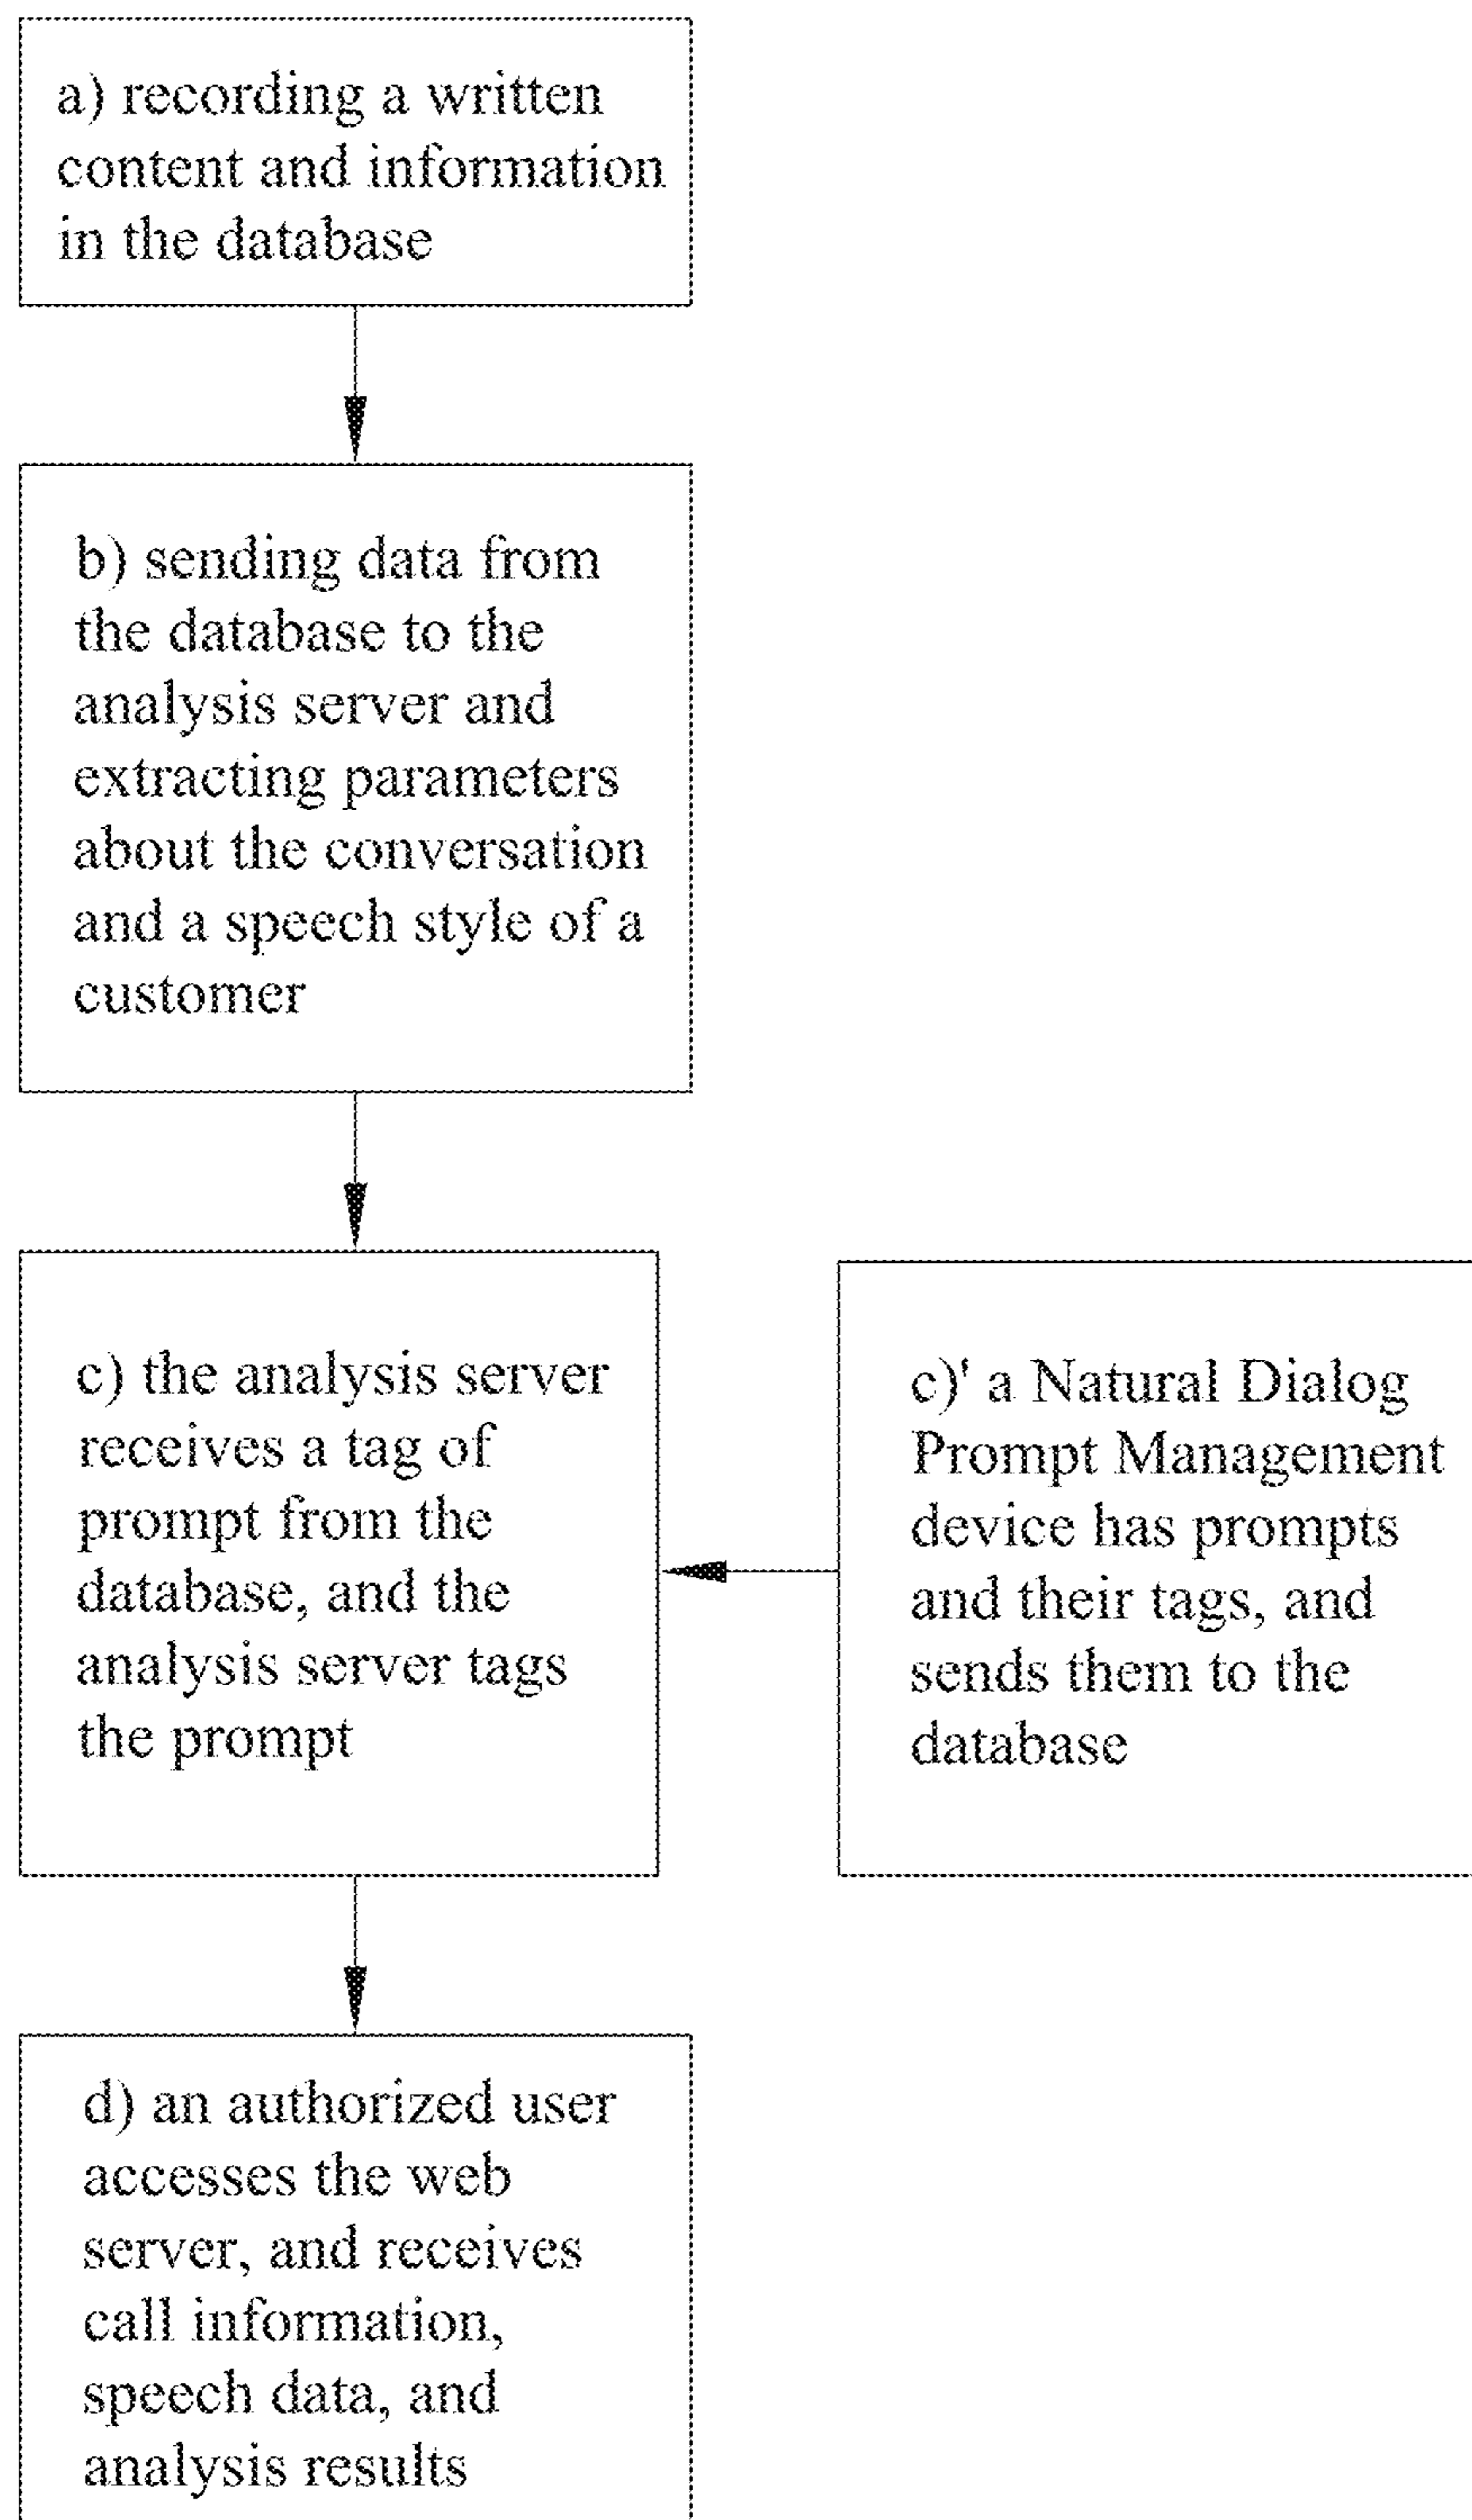 a) recording a written
content and information
in the database
b) sending data from
the database to the
analysis server and
extracting parameters
about the conversation
and a speech style of a
customer
c) the analysis server
receives a tag of
prompt from the
database, and the
analysis server tags
the prompt
c)' a Natural Dialog
Prompt Management
device has prompts
and their tags, and
sends them to the
database
d) an authorized user
accesses the web
server, and receives
call information,
speech data, and
analysis results